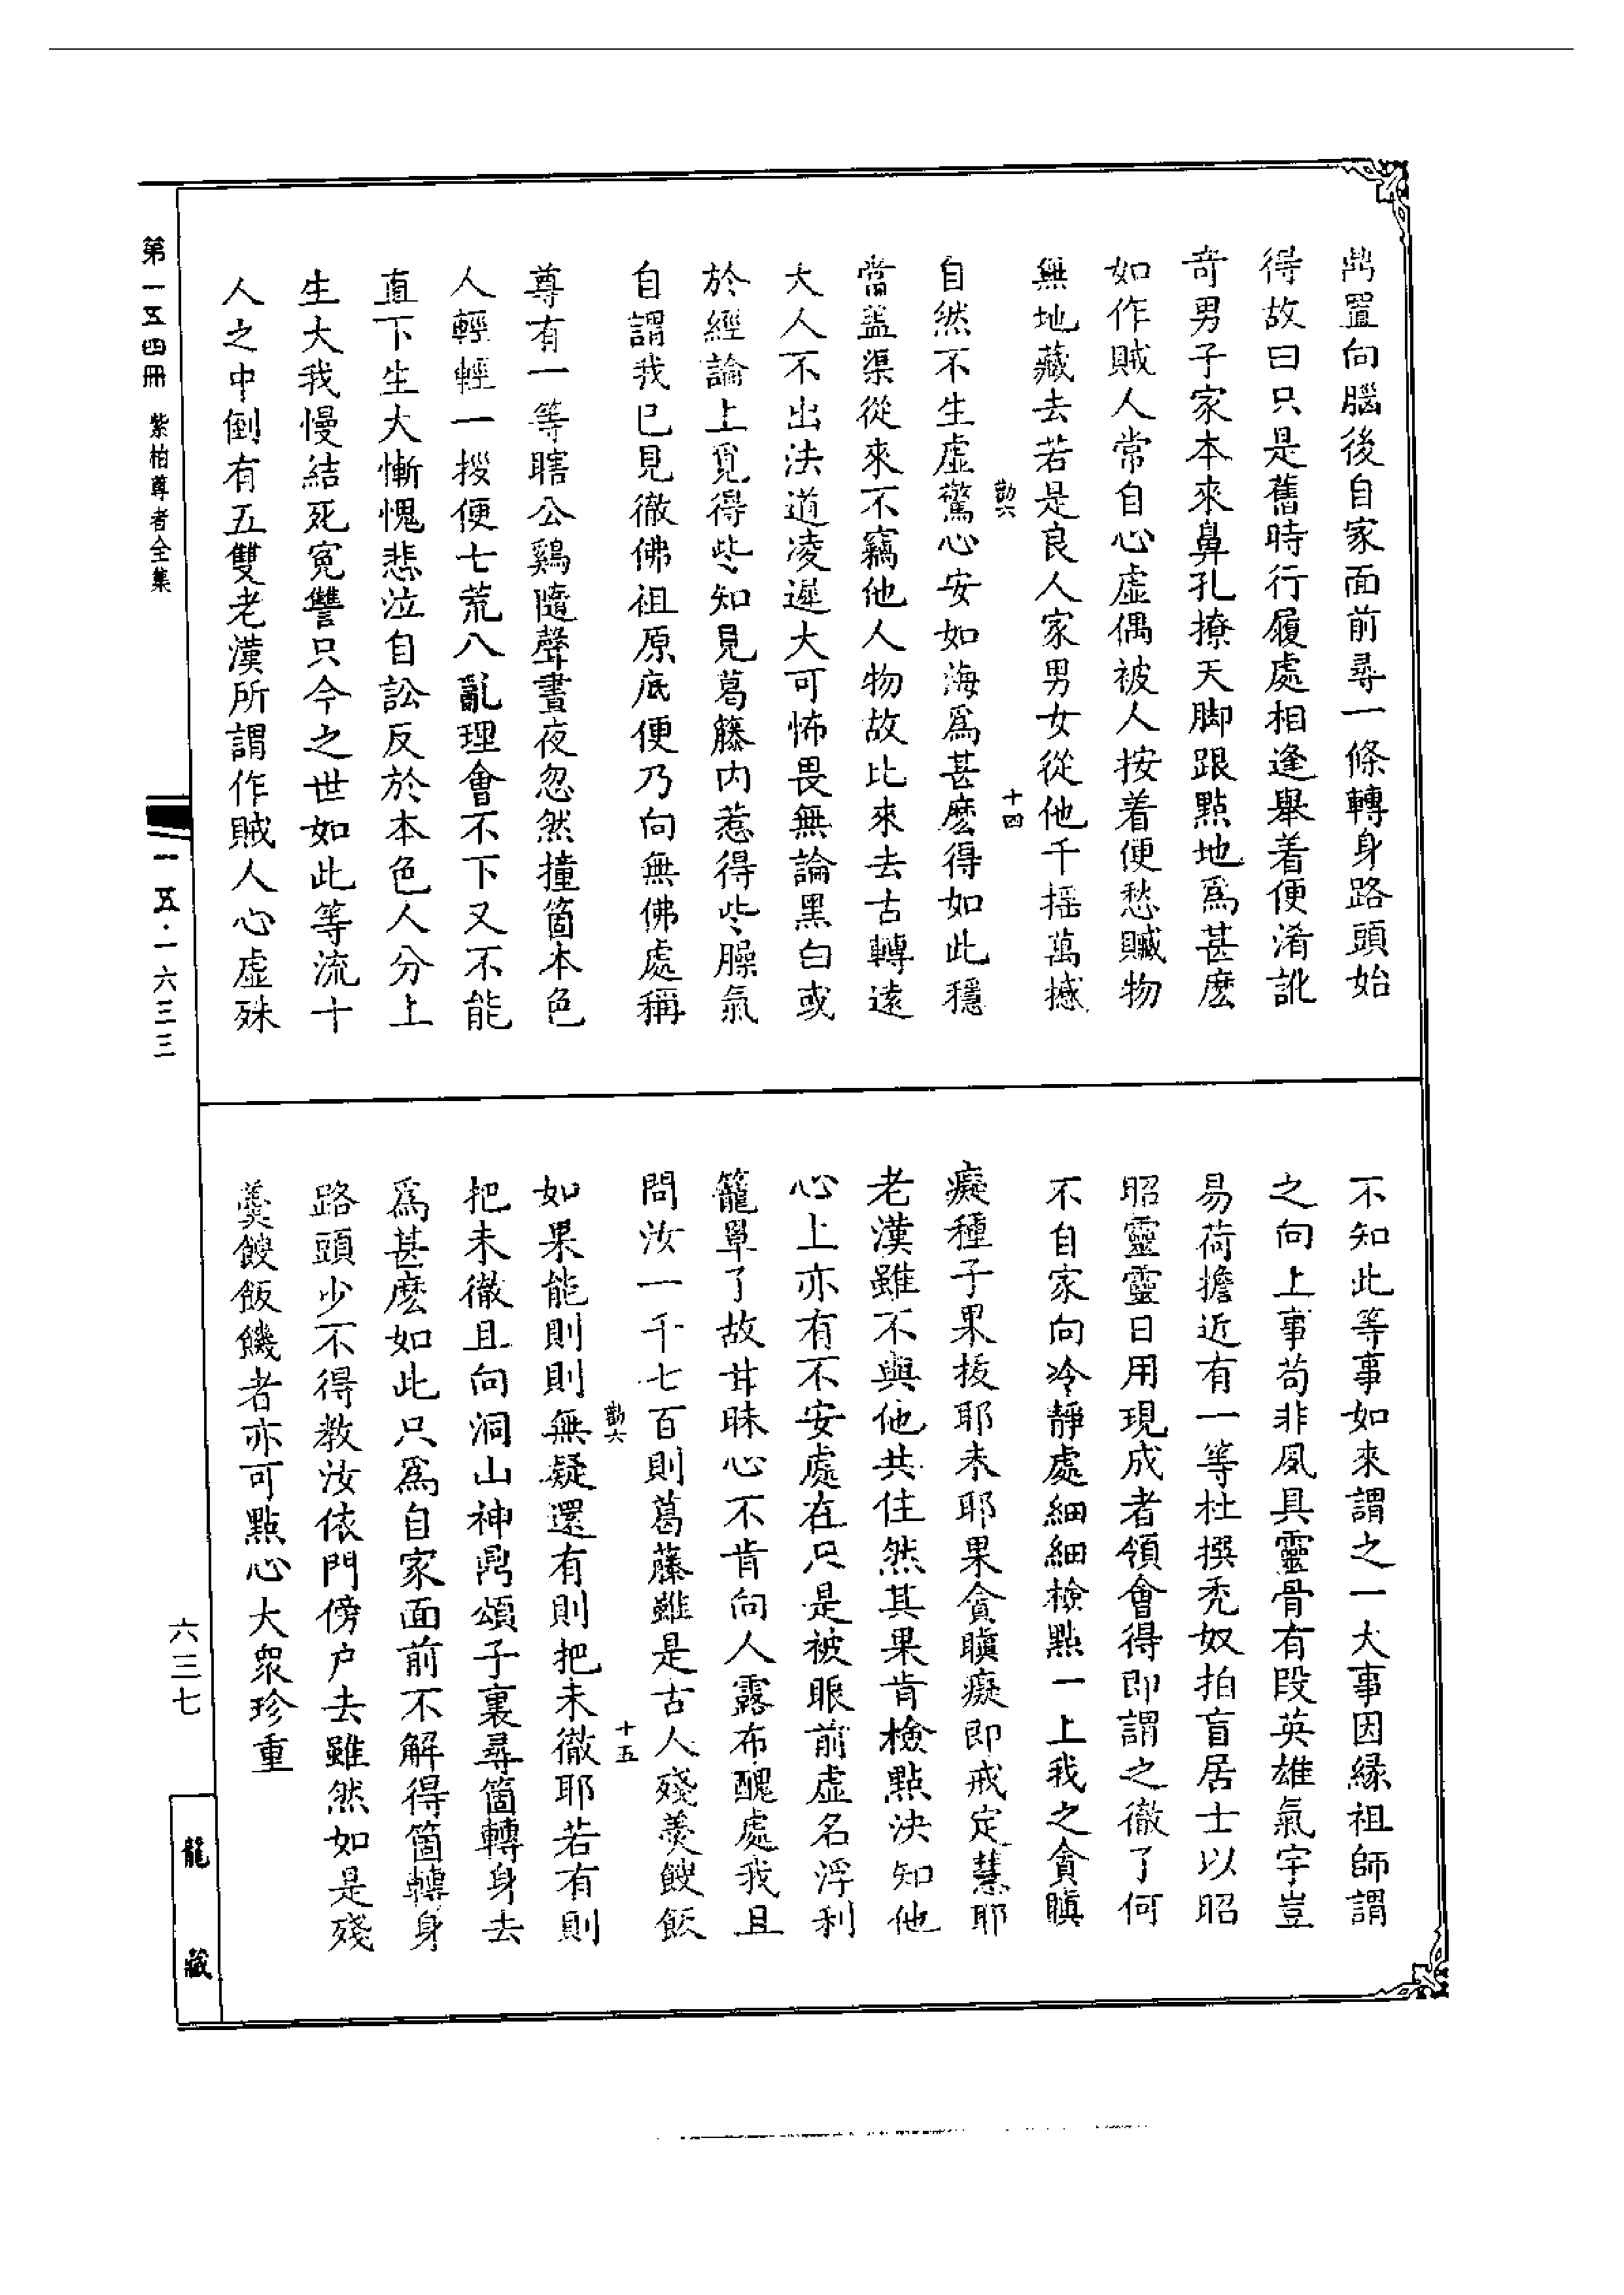 鼎置向腦後自家面前尋一條轉身路頭始
得故曰只是舊時行履處相逢舉着便淆訛
奇男子家本來鼻孔撩天脚跟點地爲甚麽
如作賊人常自心虛偶被人按着便愁贓物
無地藏去若是良人家男女從他千摇萬撼
勸六
十四
自然不生虛驚心安如海爲甚麽得如此穩
當葢渠從來不竊他人物故比來去古轉遠
大人不出法道凌遲大可怖畏無論黑白或
於經論上覓得些知見葛籐内惹得些臊氣
自謂我已見徹佛祖原底便乃向無佛處稱
尊有一等瞎公鷄隨聲晝夜忽然撞箇本色
人輕輕一拶便七荒八亂理會不下又不能
直下生大慚愧悲泣自訟反於本色人分上
生大我慢結死寃讐只今之世如此等流十
人之中倒有五雙老漢所謂作賊人心虛殊
不知此等事如來謂之一大事因緣祖師謂
之向上事苟非夙具靈骨有段英雄氣宇豈
易荷擔近有一等杜撰禿奴拍盲居士以昭
昭靈靈日用現成者領會得即謂之徹了何
不自家向冷靜處細細檢點一上我之貪瞋
癡種子果拔耶未耶果貪瞋癡即戒定慧耶
老漢雖不與他共住然其果肯檢點決知他
心上亦有不安處在只是被眼前虛名浮利
籠罩了故甘昧心不肯向人露布醜處我且
問汝一千七百則葛藤雖是古人殘羹餿飯
勸六
十五
如果能則則無疑還有則把未徹耶若有則
把未徹且向洞山神鼎頌子裏尋箇轉身去
爲甚麽如此只爲自家面前不解得箇轉身
路頭少不得教汝依門傍户去雖然如是殘
羹餿飯饑者亦可點心大衆珍重
第一五四冊 紫柏尊者全集
一五·一六三三
六三七
龍藏